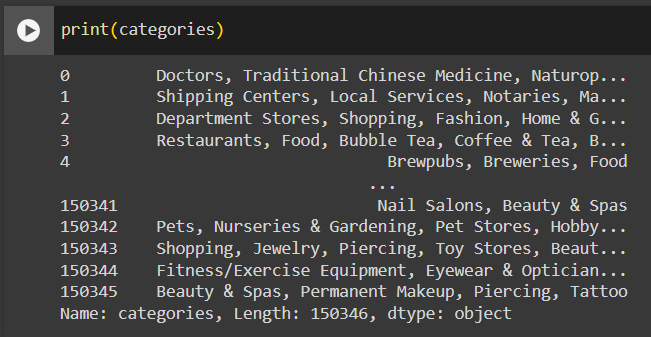 print(categories)
0 Doctors, Traditional Chinese Medicine, Naturop...
1 Shipping Centers, Local Services, Notaries, Ma...
2 Department Stores, Shopping, Fashion, Home & G...
3 Restaurants, Food, Bubble Tea, Coffee & Tea, B...
4 Brewpubs, Breweries, Food
...
150341 Nail Salons, Beauty & Spas
150342 Pets, Nurseries & Gardening, Pet Stores, Hobby...
150343 Shopping, Jewelry, Piercing, Toy Stores, Beaut...
150344 Fitness/Exercise Equipment, Eyewear & Optician...
150345 Beauty & Spas, Permanent Makeup, Piercing, Tattoo
Name: categories, Length: 150346, dtype: object